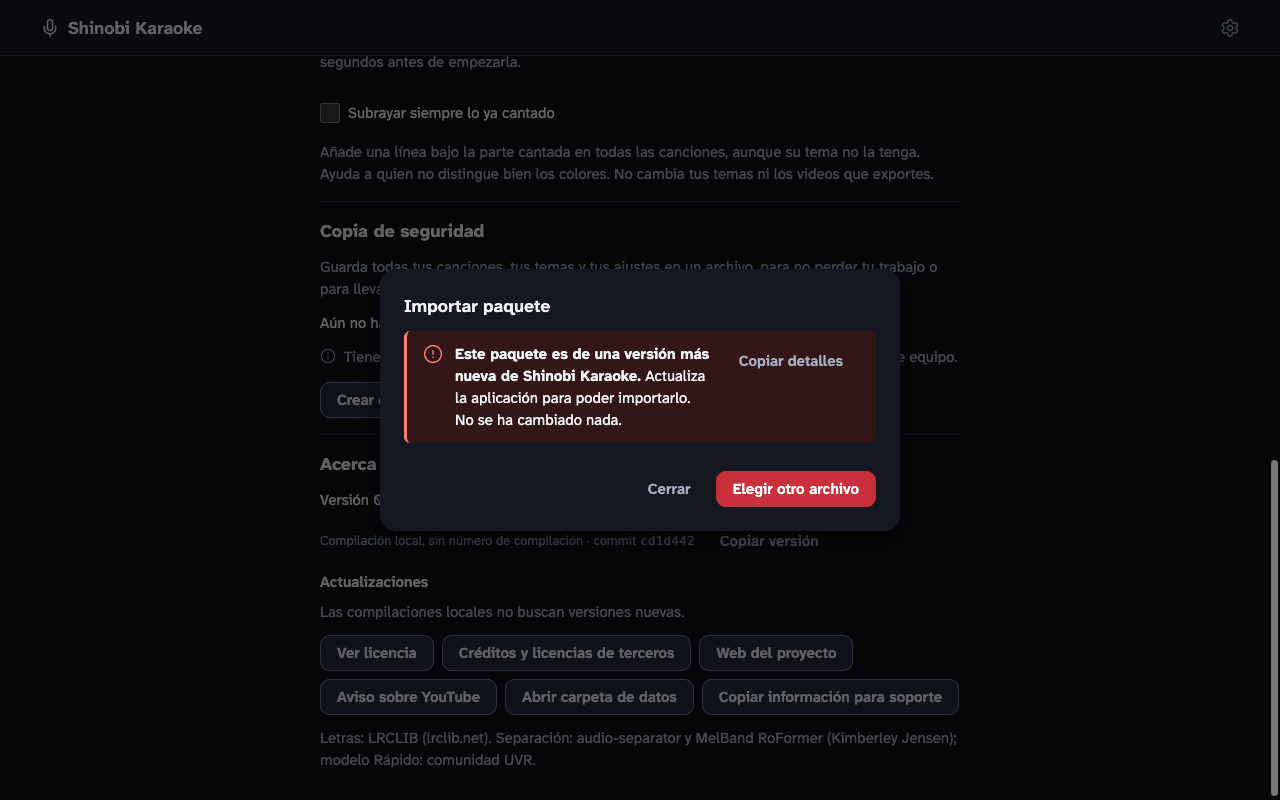 Shinobi Karaoke
segundos antes de empezarla.
Subrayar siempre lo ya cantado
Añade una línea bajo la parte cantada en todas las canciones, aunque su tema no la tenga.
Ayuda a quien no distingue bien los colores. No cambia tus temas ni los videos que exportes.
Copia de seguridad
Guarda todas tus canciones, tus temas y tus ajustes en un archivo, para no perder tu trabajo o
para
Aún no
Importar paquete
Este paquete es de una versión más
nueva de Shinobi Karaoke. Actualiza
la aplicación para poder importarlo.
No se ha cambiado nada.
Copiar detalles
Cerrar
Elegir otro archivo
equipo.
Crear
Acerca
Versión
Compilación local, sin número de compilación · commit cd1d442
Copiar versión
Actualizaciones
Las compilaciones locales no buscan versiones nuevas.
Ver licencia
Créditos y licencias de terceros
Web del proyecto
Aviso sobre YouTube
Abrir carpeta de datos
Copiar información para soporte
Letras: LRCLIB (lrclib.net). Separación: audio-separator y MelBand RoFormer (Kimberley Jensen);
modelo Rápido: comunidad UVR.